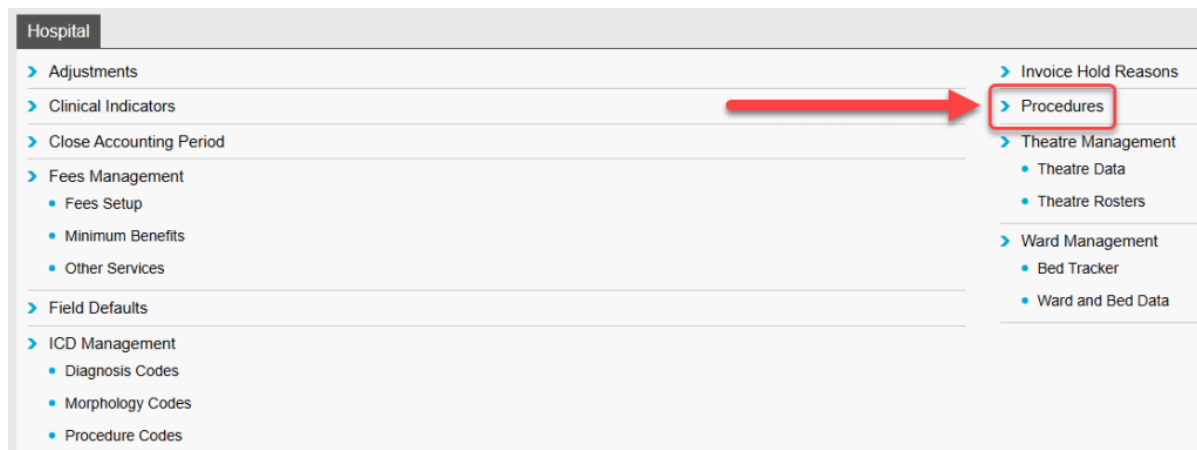 Hospital
Adjustments
Clinical Indicators
Close Accounting Period
Fees Management
Fees Setup
Minimum Benefits
Other Services
Field Defaults
ICD Management
Diagnosis Codes
Morphology Codes
Procedure Codes
Invoice Hold Reasons
Procedures
Theatre Management
Theatre Data
Theatre Rosters
Ward Management
Bed Tracker
Ward and Bed Data